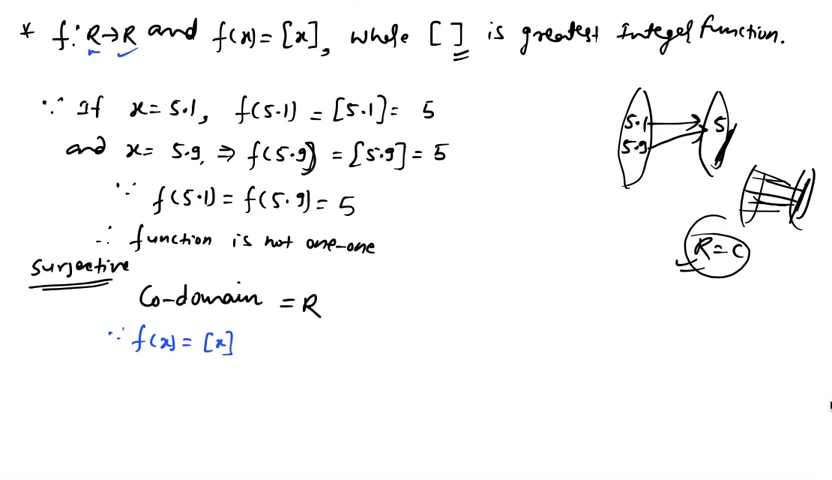 * f: R→R and f(x) = [x], where [ ] is greatest Integer function.
∵ If x = 5.1, f(5.1) = [5.1] = 5
and x = 5.9, ⇒ f(5.9) = [5.9] = 5
∵ f(5.1) = f(5.9) = 5
∴ function is not one-one
Surjective
Co-domain = R
∵ f(x) = [x]
5.1 5
5.9
R = C